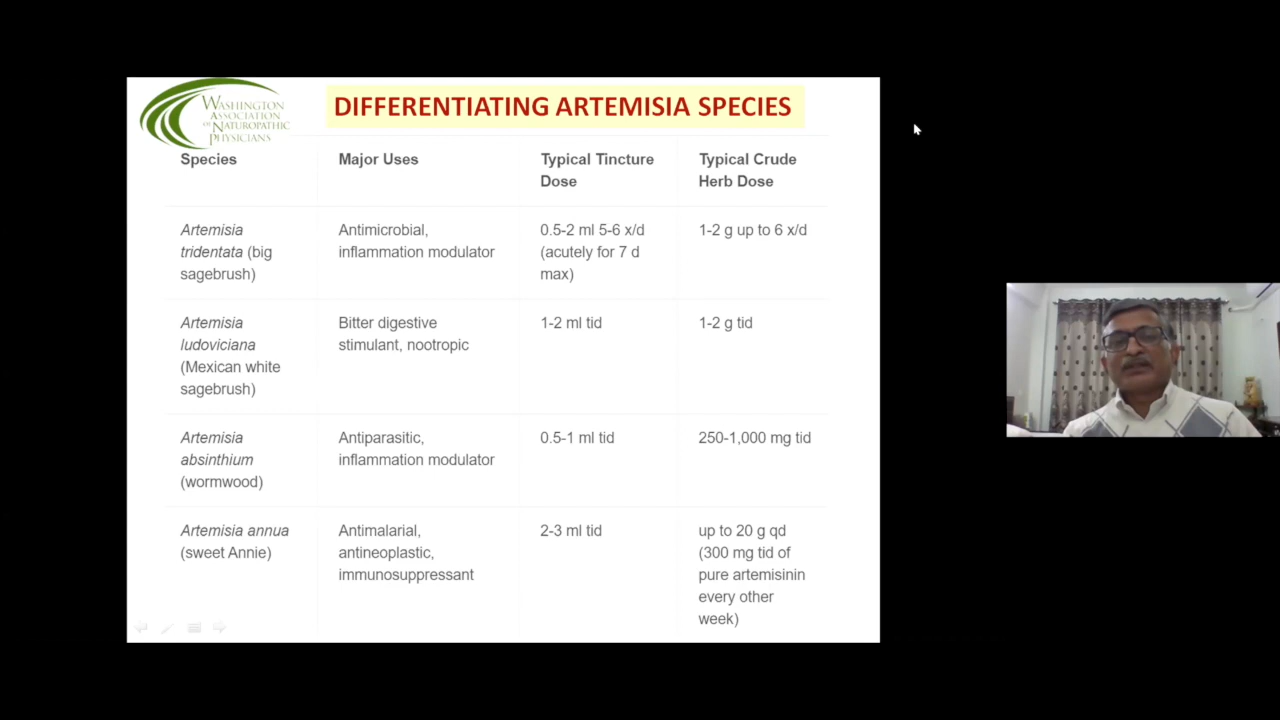 WASHINGTON
ASSOCIATION
OF NATUROPATHIC
PHYSICIANS
DIFFERENTIATING ARTEMISIA SPECIES
Species Major Uses Typical Tincture Dose Typical Crude Herb Dose
Artemisia tridentata (big sagebrush) Antimicrobial, inflammation modulator 0.5-2 ml 5-6 x/d (acutely for 7 d max) 1-2 g up to 6 x/d
Artemisia ludoviciana (Mexican white sagebrush) Bitter digestive stimulant, nootropic 1-2 ml tid 1-2 g tid
Artemisia absinthium (wormwood) Antiparasitic, inflammation modulator 0.5-1 ml tid 250-1,000 mg tid
Artemisia annua (sweet Annie) Antimalarial, antineoplastic, immunosuppressant 2-3 ml tid up to 20 g qd (300 mg tid of pure artemisinin every other week)